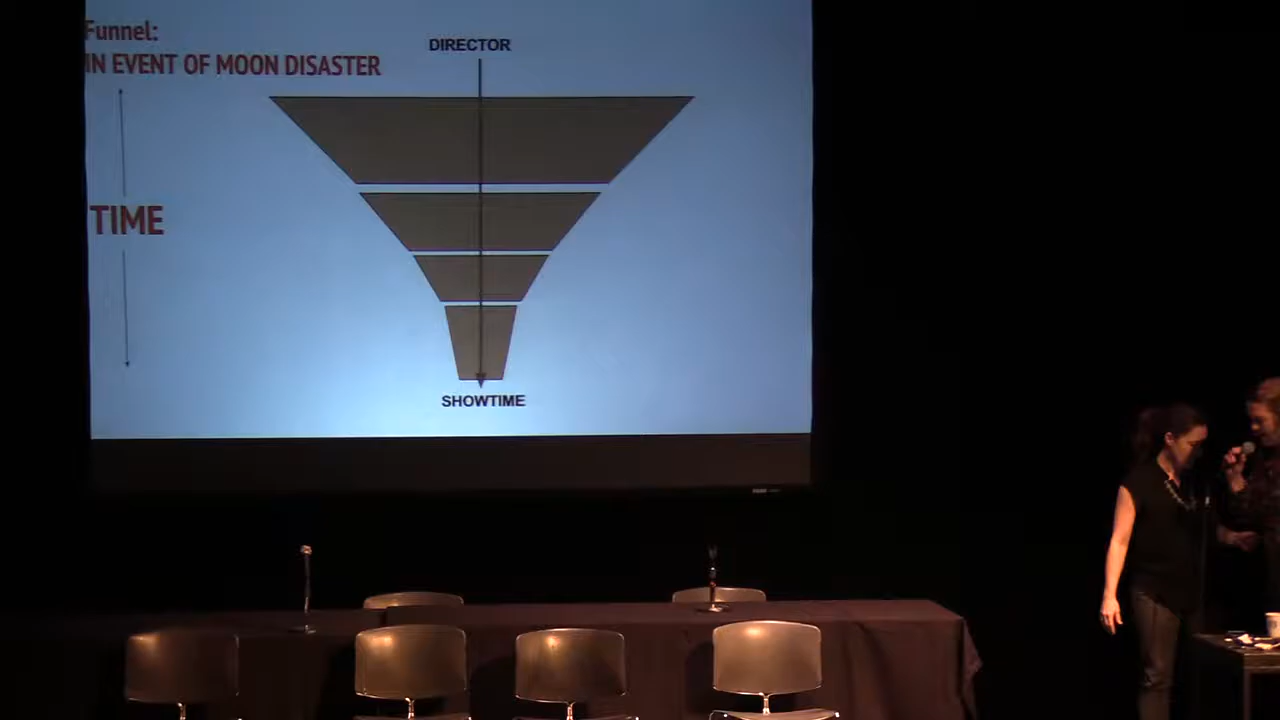 Funnel:
IN EVENT OF MOON DISASTER
DIRECTOR
TIME
SHOWTIME